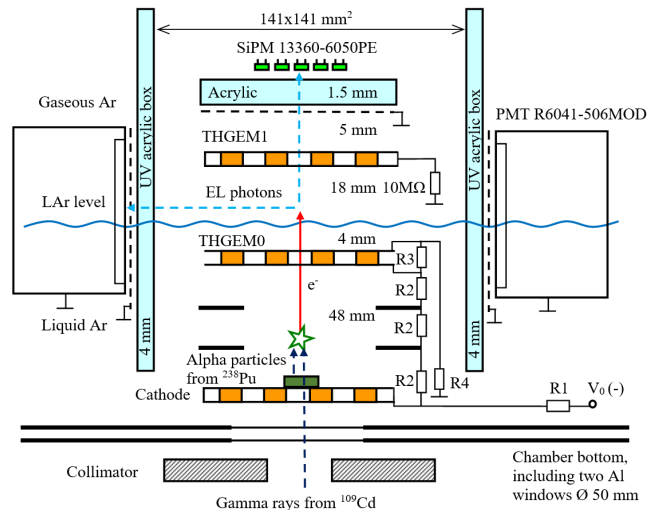 141x141 mm²
SiPM 13360-6050PE
Gaseous Ar
UV acrylic box
Acrylic 1.5 mm
UV acrylic box
PMT R6041-506MOD
5 mm
THGEM1
18 mm 10MΩ
EL photons
LAr level
THGEM0 4 mm
R3
e⁻
R2
48 mm
R2
Liquid Ar
4 mm
4 mm
Alpha particles
from ²³⁸Pu
R2
R4
Cathode
R1
V₀ (-)
Collimator
Chamber bottom,
including two Al
windows Ø 50 mm
Gamma rays from ¹⁰⁹Cd